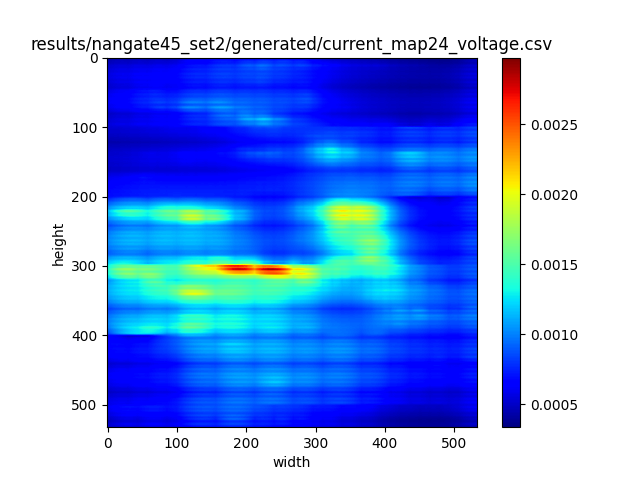 results/nangate45_set2/generated/current_map24_voltage.csv
0
100
200
300
400
500
height
0 100 200 300 400 500
width
0.0025
0.0020
0.0015
0.0010
0.0005